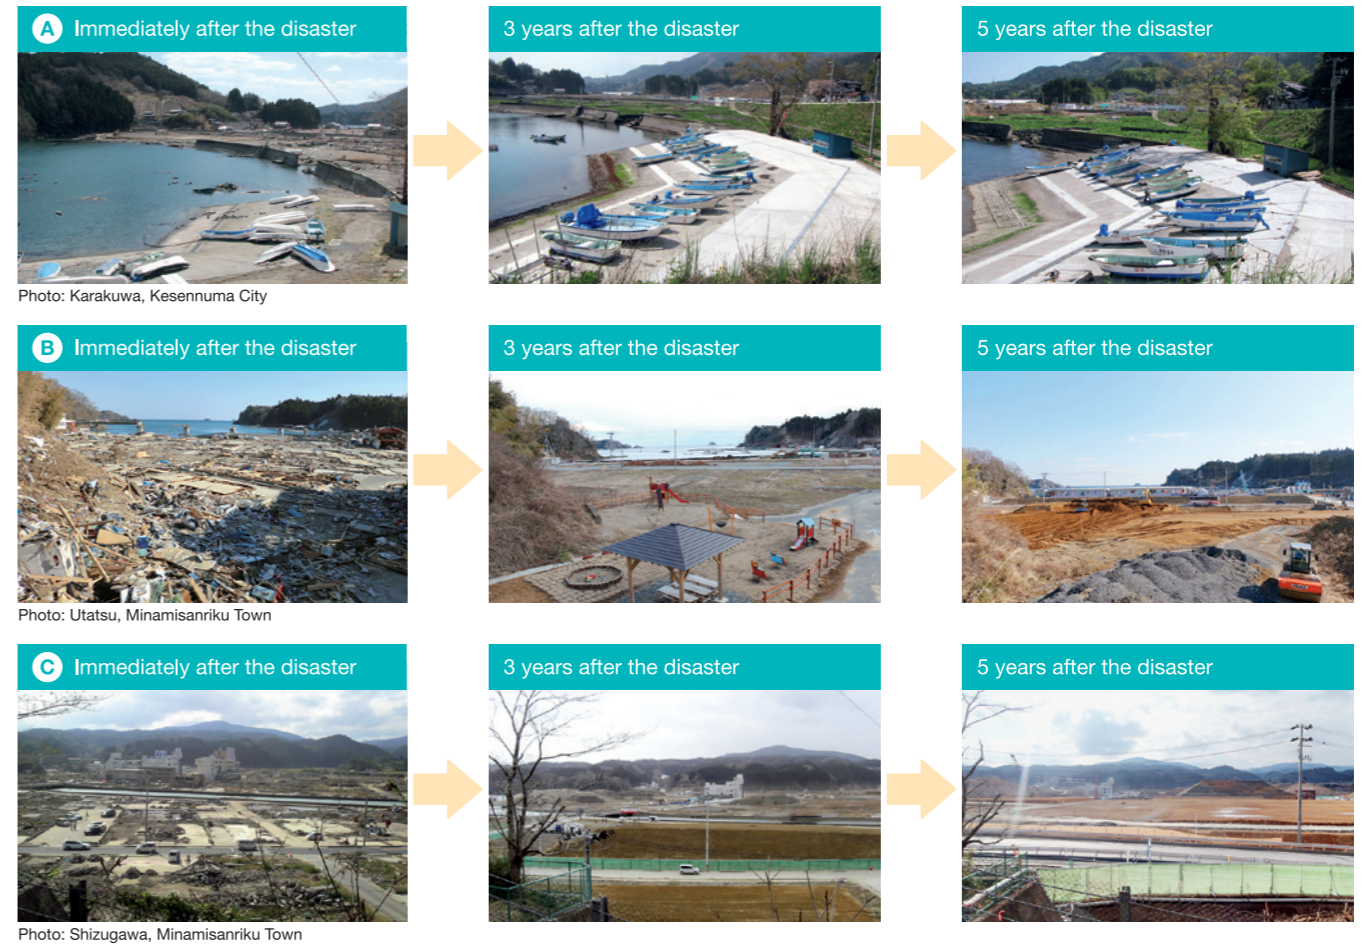 A Immediately after the disaster
3 years after the disaster
5 years after the disaster
Photo: Karakuwa, Kesennuma City
B Immediately after the disaster
3 years after the disaster
5 years after the disaster
Photo: Utatsu, Minamisanriku Town
C Immediately after the disaster
3 years after the disaster
5 years after the disaster
Photo: Shizugawa, Minamisanriku Town